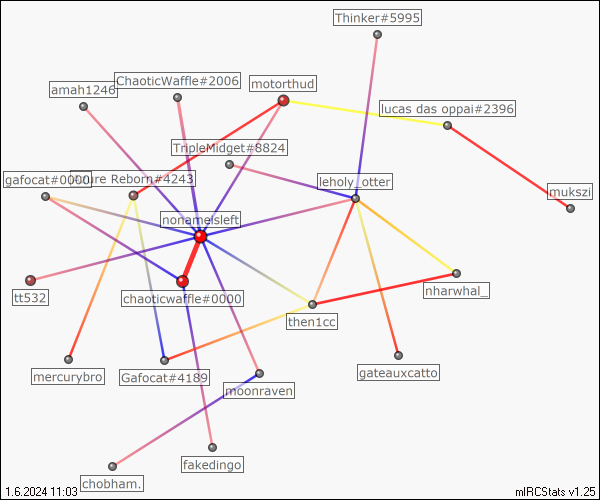 Thinker#5995
ChaoticWaffle#2006
amah1246
motorthud
lucas das oppai#2396
TripleMidget#8824
gafocat#0000
ure Reborn#4243
leholy_otter
mukszi
nonameisleft
tt532
chaoticwaffle#0000
nharwhal_
then1cc
mercurybro
Gafocat#4189
gateauxcatto
moonraven
fakedingo
chobham.
1.6.2024 11:03
mIRCStats v1.25